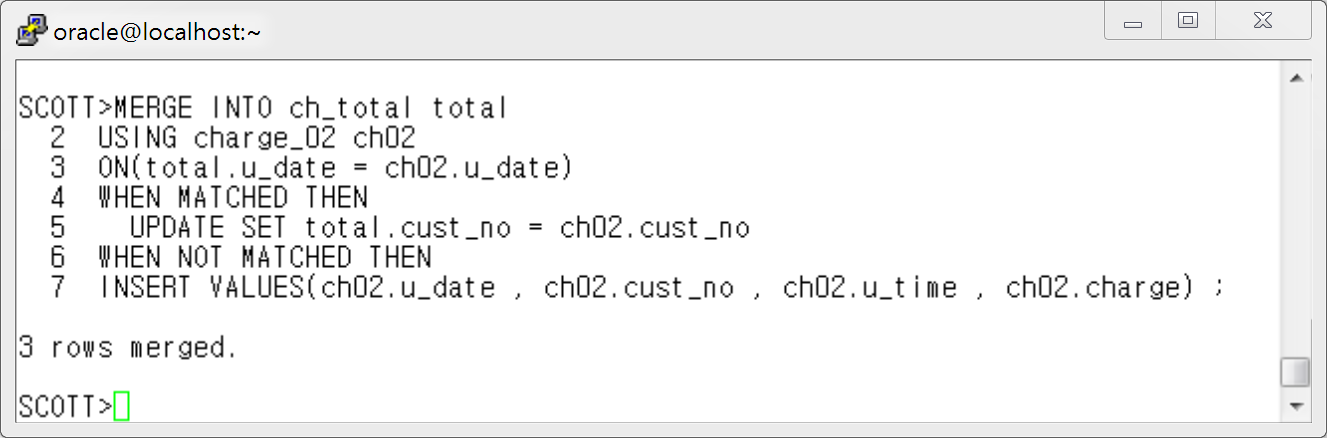 oracle@localhost:~
SCOTT>MERGE INTO ch_total total
2 USING charge_02 ch02
3 ON(total.u_date = ch02.u_date)
4 WHEN MATCHED THEN
5 UPDATE SET total.cust_no = ch02.cust_no
6 WHEN NOT MATCHED THEN
7 INSERT VALUES(ch02.u_date , ch02.cust_no , ch02.u_time , ch02.charge) ;
3 rows merged.
SCOTT>